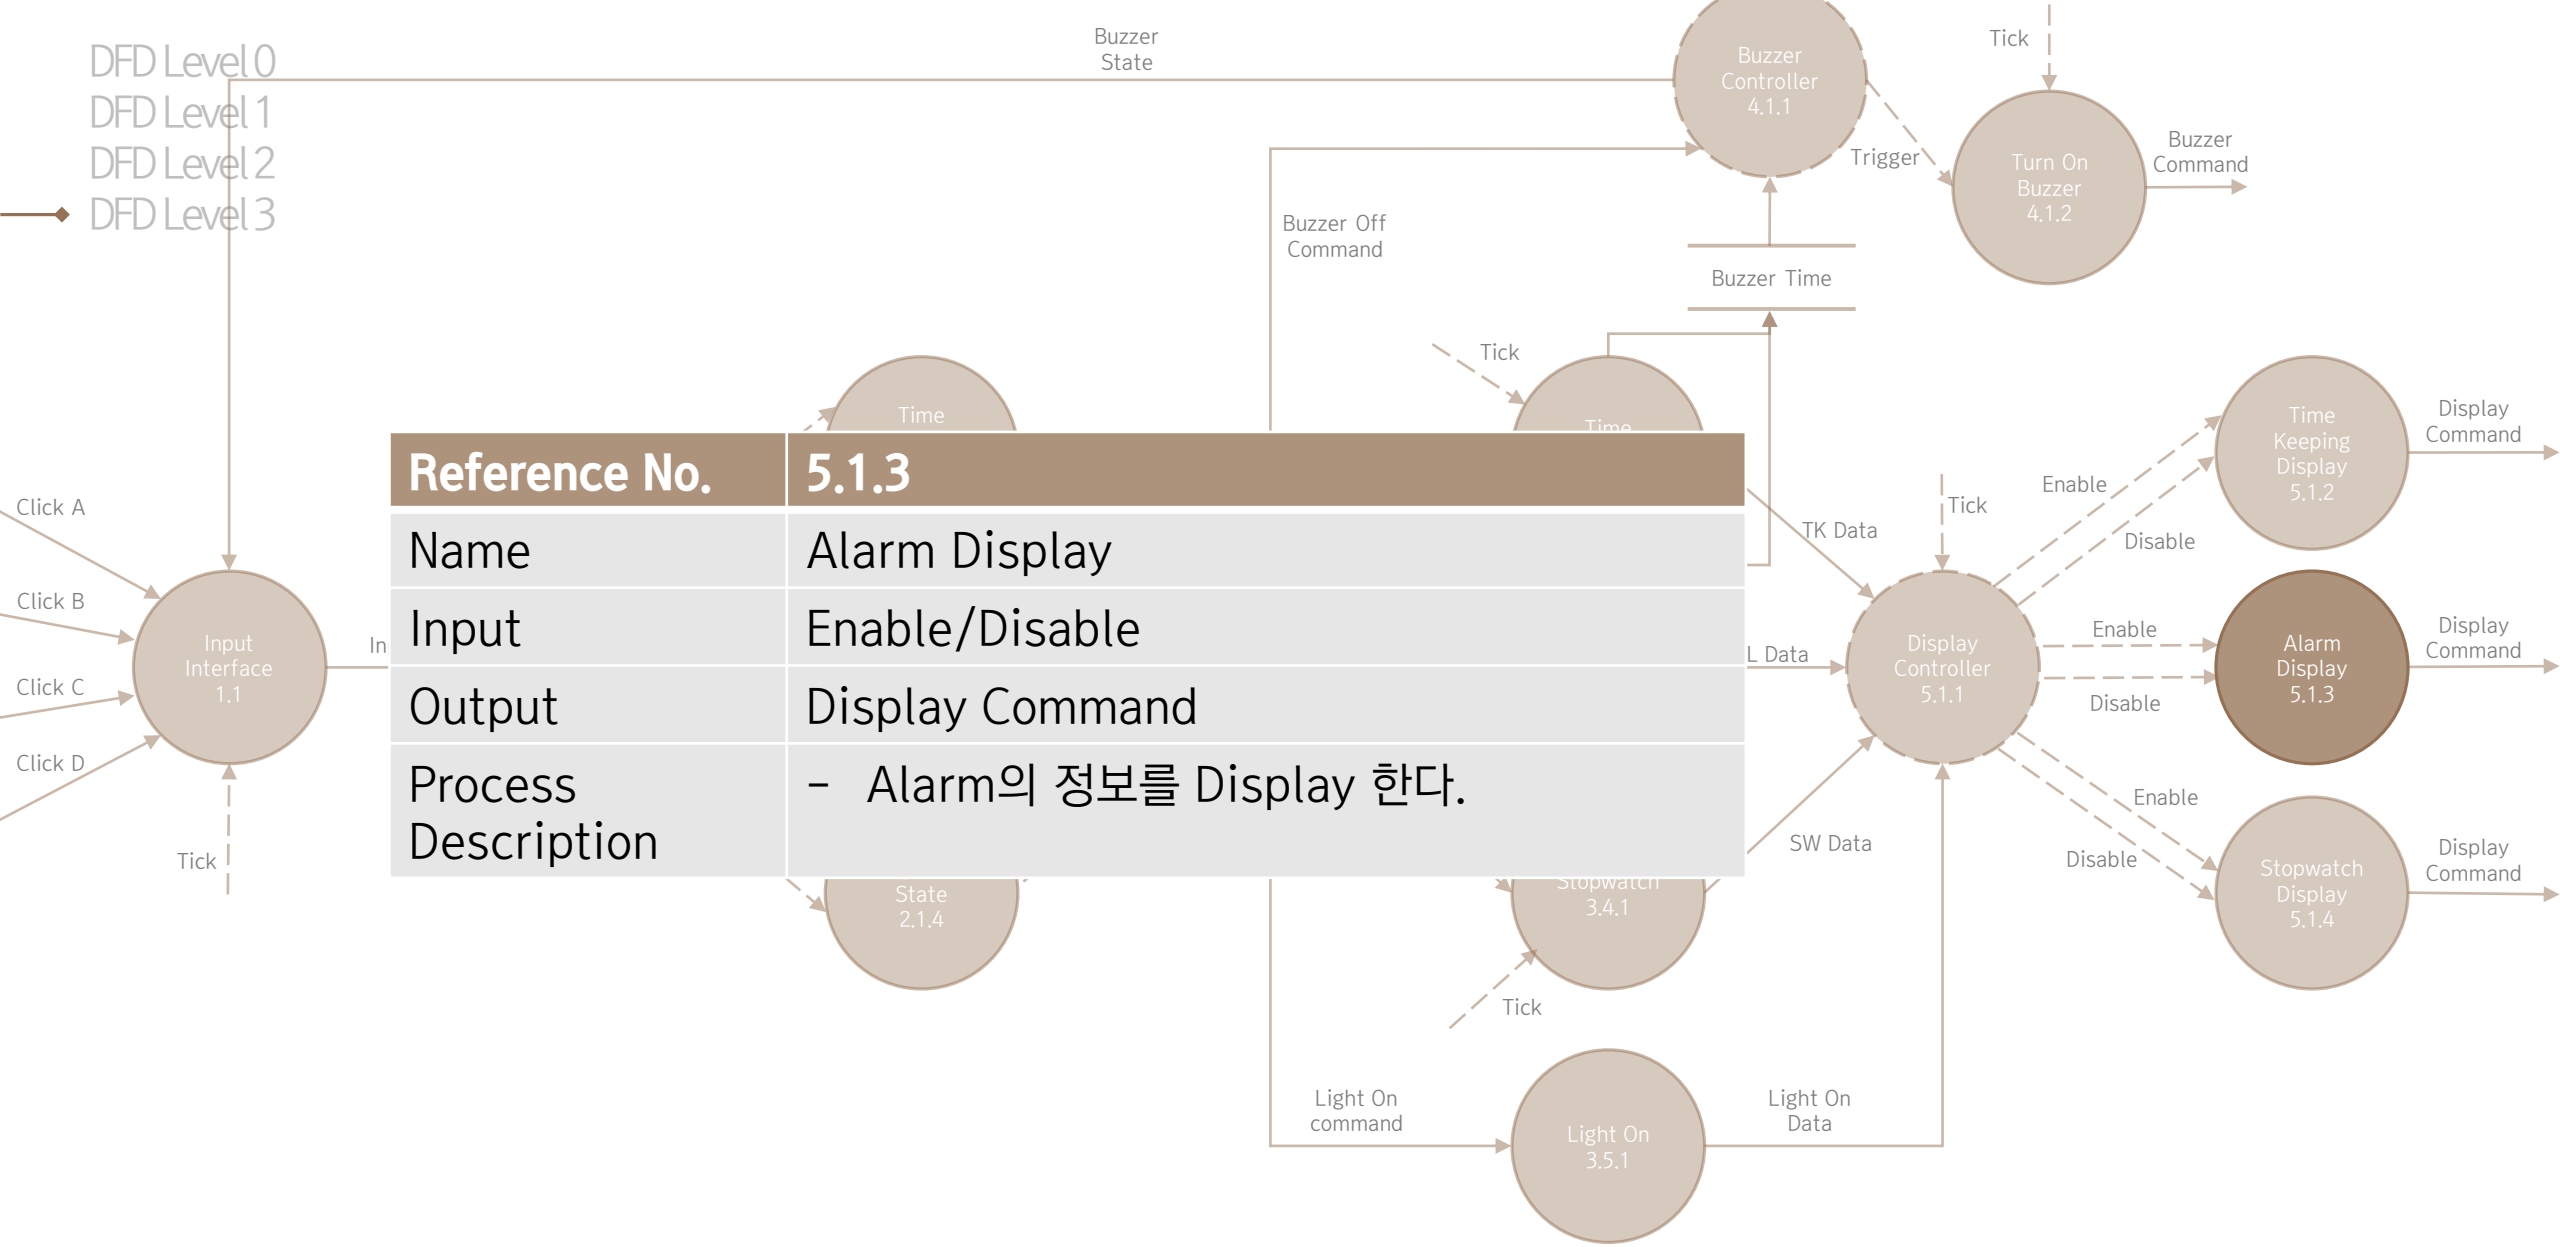 DFD Level 0
DFD Level 1
DFD Level 2
DFD Level 3
Buzzer
State
Buzzer
Controller
4.1.1
Tick
Trigger
Turn On
Buzzer
4.1.2
Buzzer
Command
Buzzer Off
Command
Buzzer Time
Tick
Time
Time
Time
Keeping
Display
5.1.2
Display
Command
Enable
Disable
Tick
TK Data
Click A
Click B
Click C
Click D
Input
Interface
1.1
Tick
Reference No. 5.1.3
Name Alarm Display
Input Enable/Disable
Output Display Command
Process
Description
- Alarm의 정보를 Display 한다.
L Data
Display
Controller
5.1.1
Enable
Disable
Alarm
Display
5.1.3
Display
Command
SW Data
Enable
Disable
Stopwatch
Display
5.1.4
Display
Command
State
2.1.4
Stopwatch
3.4.1
Tick
Light On
command
Light On
3.5.1
Light On
Data